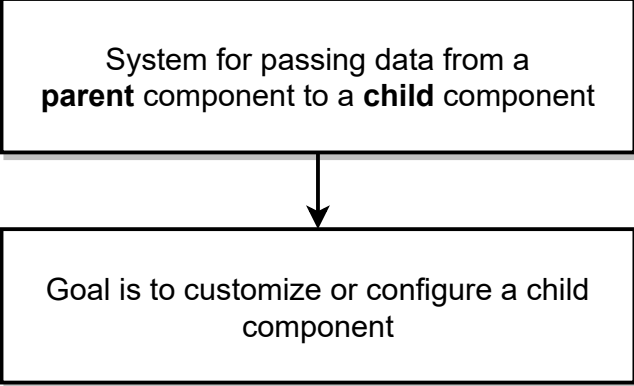 System for passing data from a
parent component to a child component
Goal is to customize or configure a child
component